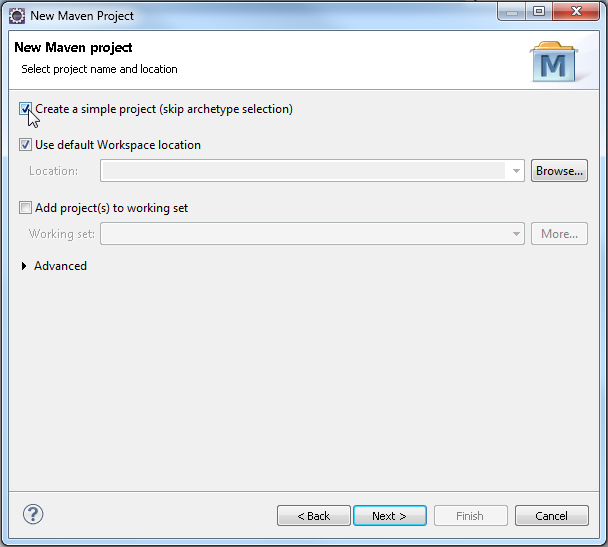 New Maven Project
New Maven project
Select project name and location
M
Create a simple project (skip archetype selection)
Use default Workspace location
Location:
Browse...
Add project(s) to working set
Working set:
More...
Advanced
?
< Back
Next >
Finish
Cancel